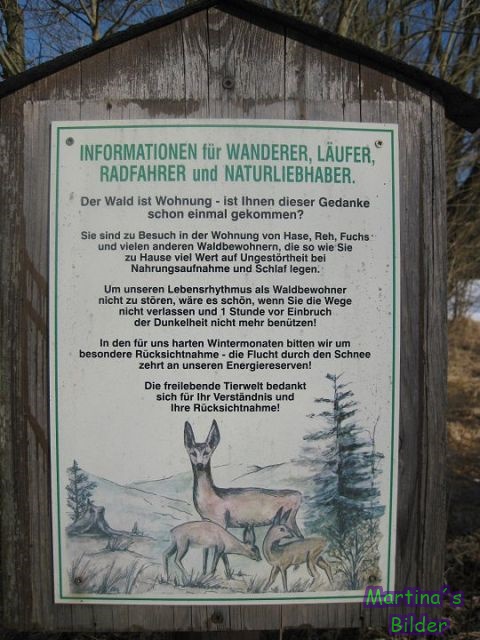 INFORMATIONEN für WANDERER, LÄUFER,
RADFAHRER und NATURLIEBHABER.
Der Wald ist Wohnung - ist Ihnen dieser Gedanke
schon einmal gekommen?
Sie sind zu Besuch in der Wohnung von Hase, Reh, Fuchs
und vielen anderen Waldbewohnern, die so wie Sie
zu Hause viel Wert auf Ungestörtheit bei
Nahrungsaufnahme und Schlaf legen.
Um unseren Lebensrhythmus als Waldbewohner
nicht zu stören, wäre es schön, wenn Sie die Wege
nicht verlassen und 1 Stunde vor Einbruch
der Dunkelheit nicht mehr benützen!
In den für uns harten Wintermonaten bitten wir um
besondere Rücksichtnahme - die Flucht durch den Schnee
zehrt an unseren Energiereserven!
Die freilebende Tierwelt bedankt
sich für Ihr Verständnis und
Ihre Rücksichtnahme!
Martina´s
Bilder